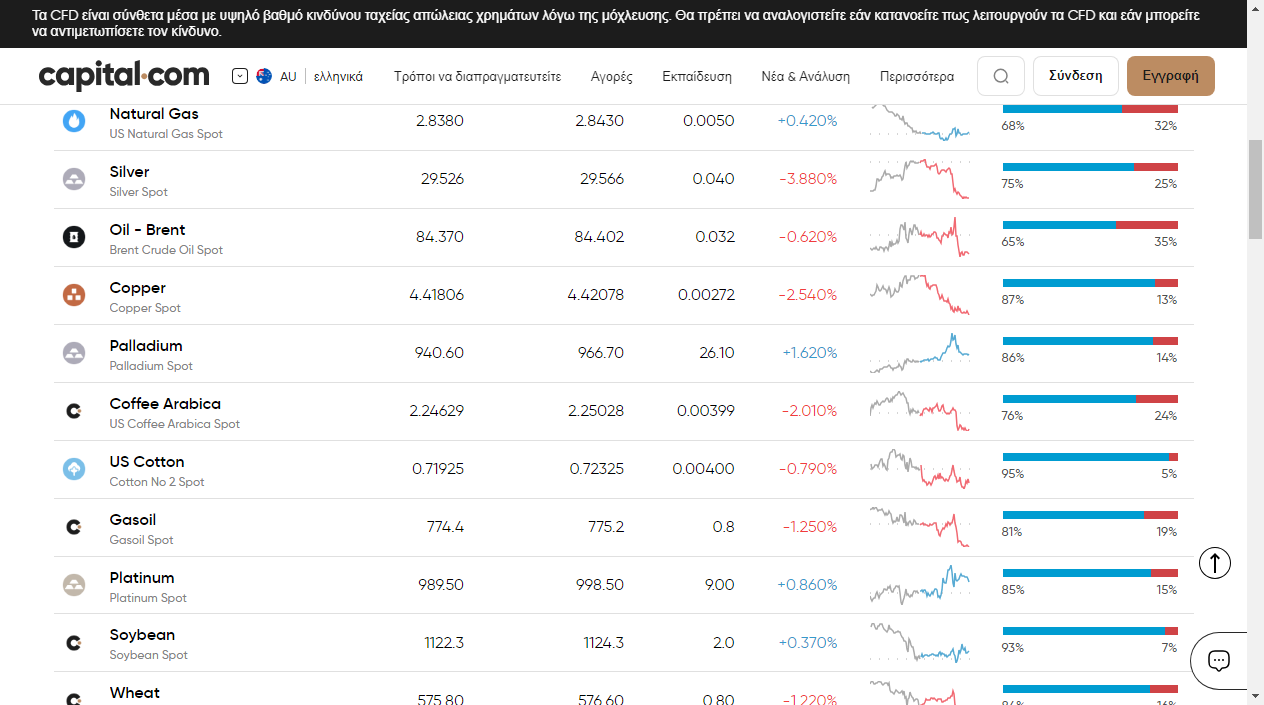 Τα CFD είναι σύνθετα μέσα με υψηλό βαθμό κινδύνου ταχείας απώλειας χρημάτων λόγω της μόχλευσης. Θα πρέπει να αναλογιστείτε εάν κατανοείτε πως λειτουργούν τα CFD και εάν μπορείτε
να αντιμετωπίσετε τον κίνδυνο.
capital.com AU ελληνικά Τρόποι να διαπραγματευτείτε Αγορές Εκπαίδευση Νέα & Ανάλυση Περισσότερα Σύνδεση Εγγραφή
Natural Gas 2.8380 2.8430 0.0050 +0.420%
US Natural Gas Spot 68% 32%
Silver 29.526 29.566 0.040 -3.880%
Silver Spot 75% 25%
Oil - Brent 84.370 84.402 0.032 -0.620%
Brent Crude Oil Spot 65% 35%
Copper 4.41806 4.42078 0.00272 -2.540%
Copper Spot 87% 13%
Palladium 940.60 966.70 26.10 +1.620%
Palladium Spot 86% 14%
Coffee Arabica 2.24629 2.25028 0.00399 -2.010%
US Coffee Arabica Spot 76% 24%
US Cotton 0.71925 0.72325 0.00400 -0.790%
Cotton No 2 Spot 95% 5%
Gasoil 774.4 775.2 0.8 -1.250%
Gasoil Spot 81% 19%
Platinum 989.50 998.50 9.00 +0.860%
Platinum Spot 85% 15%
Soybean 1122.3 1124.3 2.0 +0.370%
Soybean Spot 93% 7%
Wheat 575.80 576.60 0.80 -1.220%